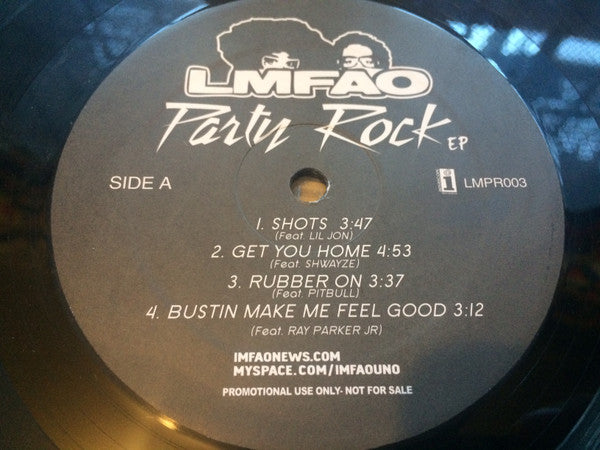 LMFAO
Party Rock EP
SIDE A
i LMPR003
1. SHOTS 3:47
(Feat. LIL JON)
2. GET YOU HOME 4:53
(Feat. SHWAYZE)
3. RUBBER ON 3:37
(Feat. PITBULL)
4. BUSTIN MAKE ME FEEL GOOD 3:12
(Feat. RAY PARKER JR)
lMFAONEWS.COM
MYSPACE.COM/lMFAOUNO
PROMOTIONAL USE ONLY- NOT FOR SALE